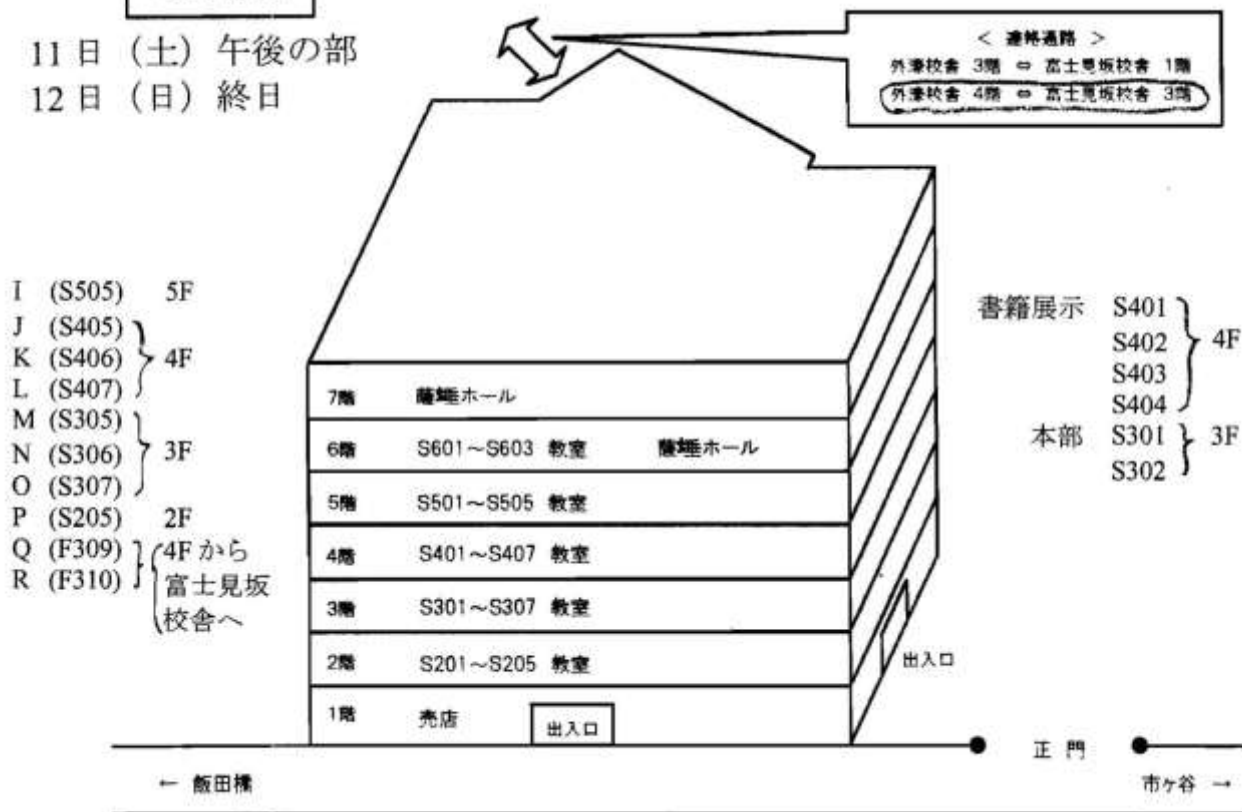 11日（土）午後の部
12日（日）終日
＜ 連絡通路 ＞
外濠校舎 3階 ⇔ 富士見坂校舎 1階
外濠校舎 4階 ⇔ 富士見坂校舎 3階
I (S505) 5F
J (S405)
K (S406) 4F
L (S407)
M (S305)
N (S306) 3F
O (S307)
P (S205) 2F
Q (F309) 4Fから
R (F310) 富士見坂
校舎へ
書籍展示 S401
S402 4F
S403
S404
本部 S301 3F
S302
7階 薩埵ホール
6階 S601～S603 教室 薩埵ホール
5階 S501～S505 教室
4階 S401～S407 教室
3階 S301～S307 教室
2階 S201～S205 教室
1階 売店 出入口
出入口
正門
← 飯田橋
市ヶ谷 →